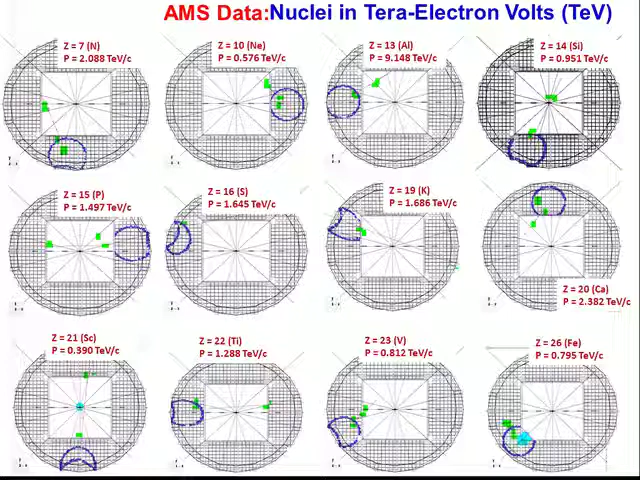 AMS Data:Nuclei in Tera-Electron Volts (TeV)
Z = 7 (N)
P = 2.088 TeV/c
Z = 10 (Ne)
P = 0.576 TeV/c
Z = 13 (Al)
P = 9.148 TeV/c
Z = 14 (Si)
P = 0.951 TeV/c
Z = 15 (P)
P = 1.497 TeV/c
Z = 16 (S)
P = 1.645 TeV/c
Z = 19 (K)
P = 1.686 TeV/c
Z = 20 (Ca)
P = 2.382 TeV/c
Z = 21 (Sc)
P = 0.390 TeV/c
Z = 22 (Ti)
P = 1.288 TeV/c
Z = 23 (V)
P = 0.812 TeV/c
Z = 26 (Fe)
P = 0.795 TeV/c